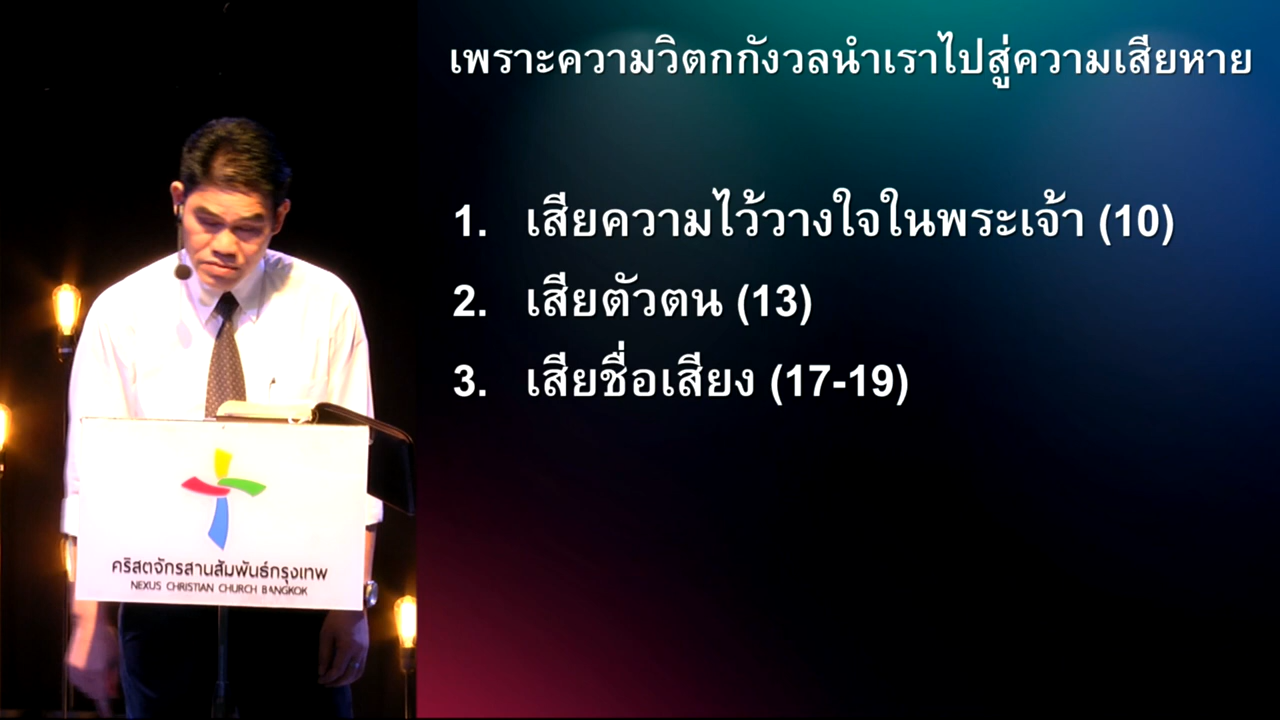 เพราะความวิตกกังวลนำเราไปสู่ความเสียหาย
1. เสียความไว้วางใจในพระเจ้า (10)
2. เสียตัวตน (13)
3. เสียชื่อเสียง (17-19)
คริสตจักรสานสัมพันธ์กรุงเทพ
NEXUS CHRISTIAN CHURCH BANGKOK